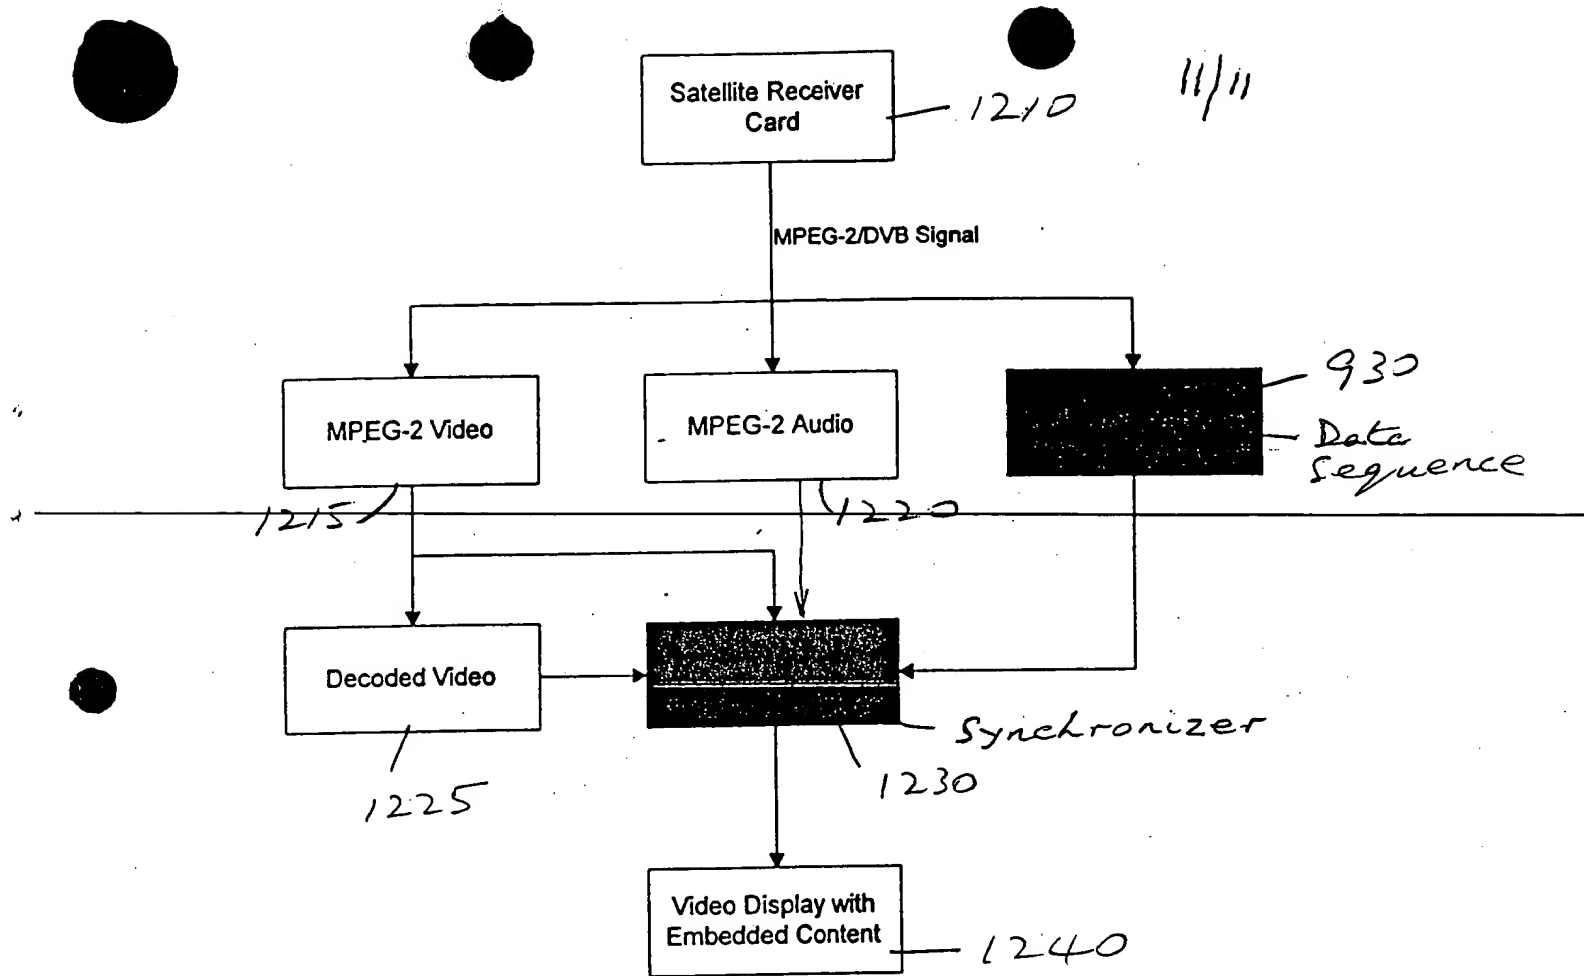 11/11
Satellite Receiver
Card
1210
MPEG-2/DVB Signal
MPEG-2 Video
MPEG-2 Audio
930
Data
Sequence
1215
1220
Decoded Video
Synchronizer
1230
1225
Video Display with
Embedded Content
1240